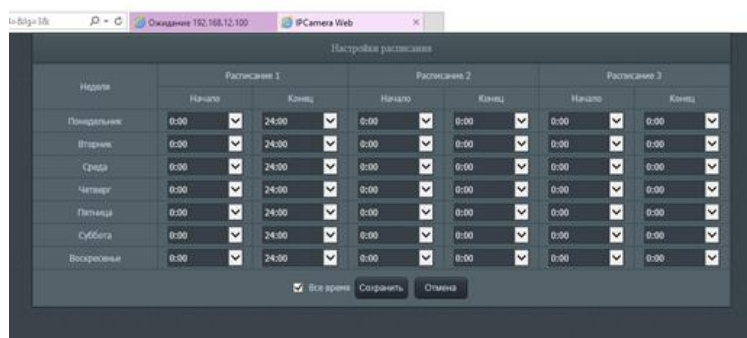 Ожидание 192.168.12.100 IPCamera Web ×
Настройки расписания
Неделя Расписание 1 Расписание 2 Расписание 3
Начало Конец Начало Конец Начало Конец
Понедельник 0:00 24:00 0:00 0:00 0:00 0:00
Вторник 0:00 24:00 0:00 0:00 0:00 0:00
Среда 0:00 24:00 0:00 0:00 0:00 0:00
Четверг 0:00 24:00 0:00 0:00 0:00 0:00
Пятница 0:00 24:00 0:00 0:00 0:00 0:00
Суббота 0:00 24:00 0:00 0:00 0:00 0:00
Воскресенье 0:00 24:00 0:00 0:00 0:00 0:00
Все время Сохранить Отмена